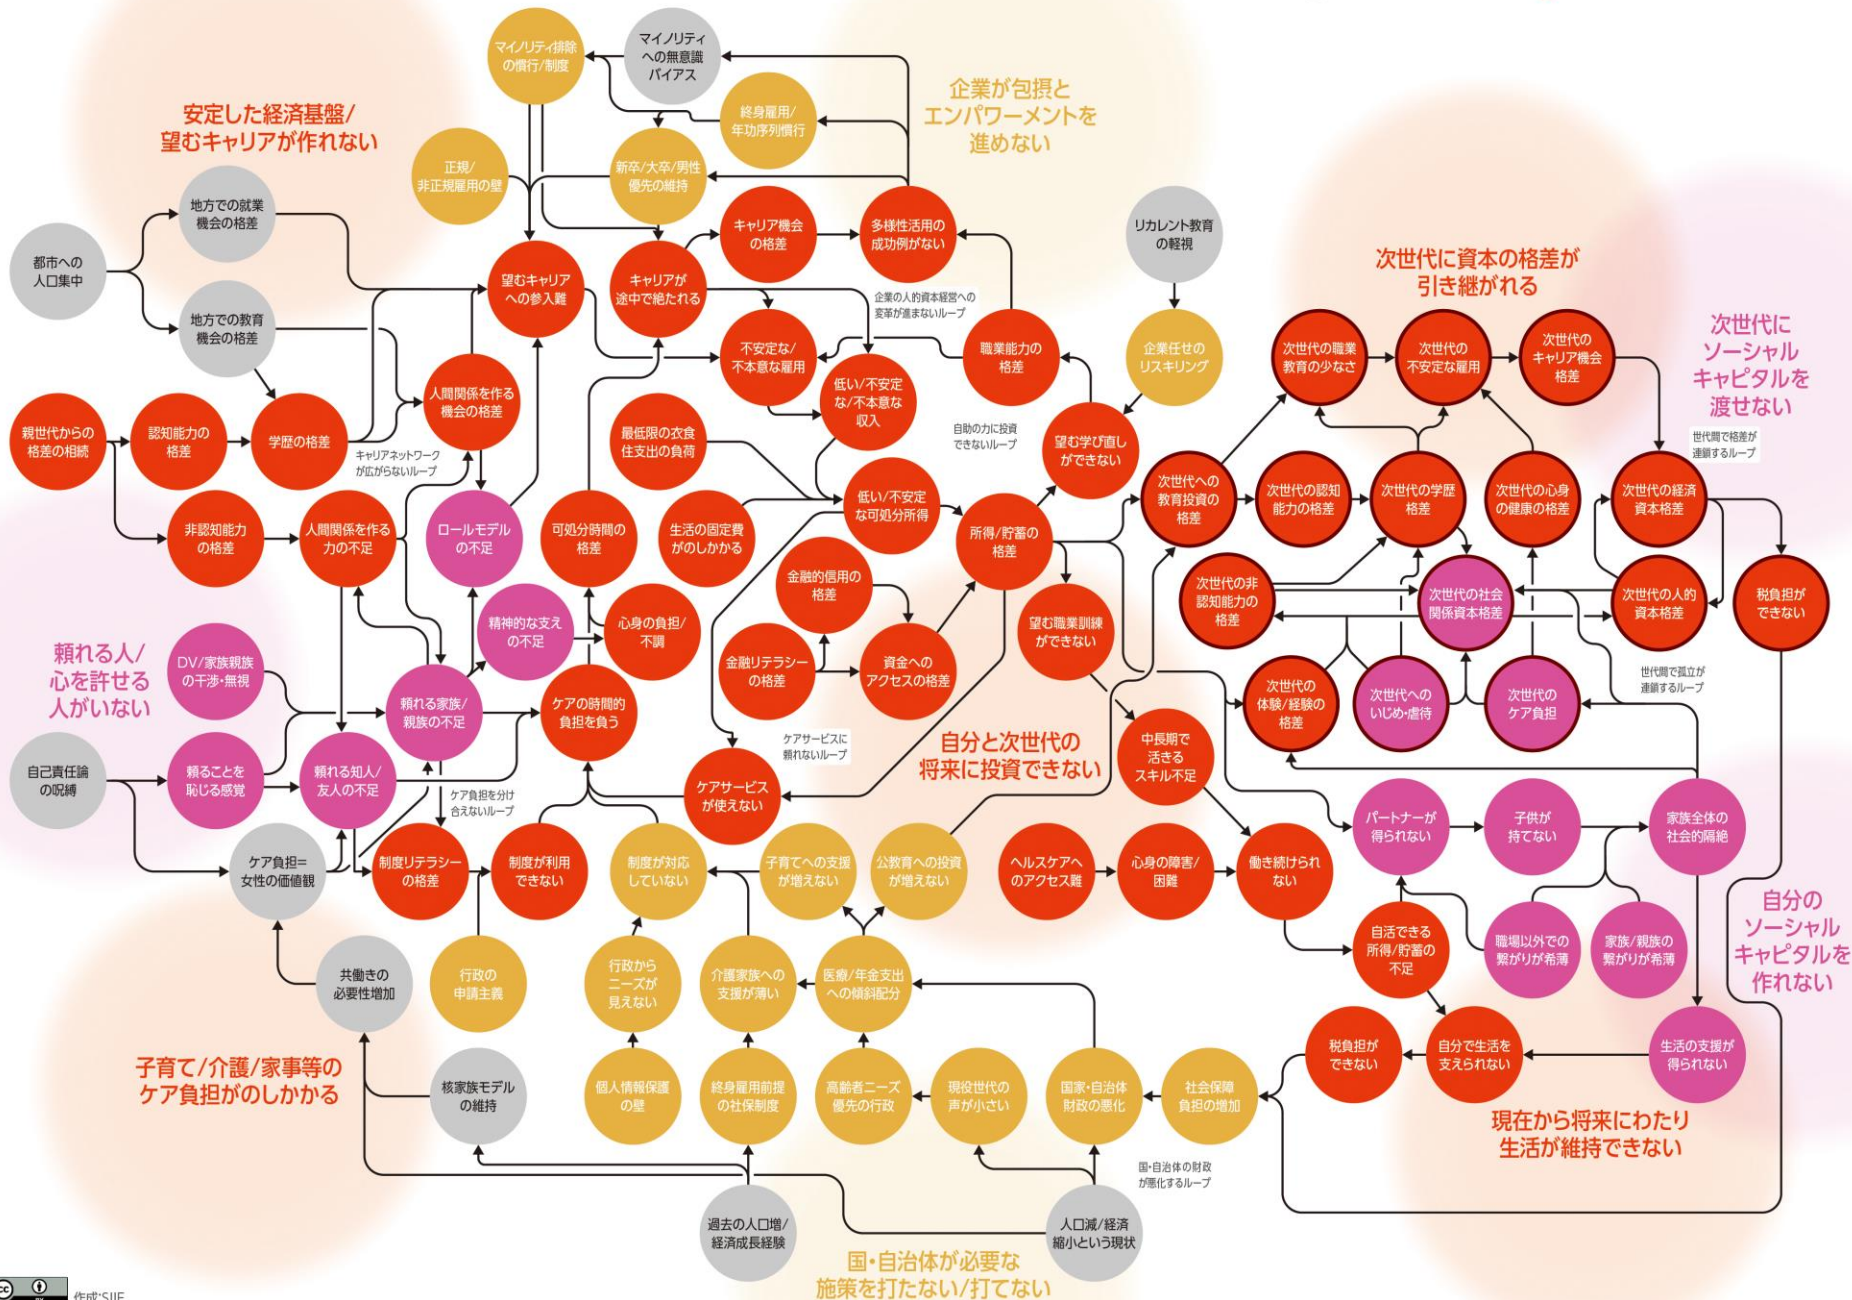 マイノリティ排除
の慣行/制度
マイノリティ
への無意識
バイアス
終身雇用/
年功序列慣行
企業が包摂と
エンパワーメントを
進めない
安定した経済基盤/
望むキャリアが作れない
正規/
非正規雇用の壁
新卒/大卒/男性
優先の維持
地方での就業
機会の格差
キャリア機会
の格差
多様性活用の
成功例がない
リカレント教育
の軽視
都市への
人口集中
望むキャリア
への参入難
キャリアが
途中で絶たれる
企業の人的資本経営への
変革が進まないループ
次世代に資本の格差が
引き継がれる
地方での教育
機会の格差
不安定な/
不本意な雇用
職業能力の
格差
企業任せの
リスキリング
次世代の職業
教育の少なさ
次世代の
不安定な雇用
次世代の
キャリア機会
格差
次世代に
ソーシャル
キャピタルを
渡せない
人間関係を作る
機会の格差
低い/不安定
な/不本意な
収入
親世代からの
格差の相続
認知能力の
格差
学歴の格差
キャリアネットワーク
が広がらないループ
最低限の衣食
住支出の負荷
自助の力に投資
できないループ
望む学び直し
ができない
世代間で格差が
連鎖するループ
非認知能力
の格差
人間関係を作る
力の不足
ロールモデル
の不足
可処分時間の
格差
生活の固定費
がのしかかる
低い/不安定
な可処分所得
所得/貯蓄の
格差
次世代への
教育投資の
格差
次世代の認知
能力の格差
次世代の学歴
格差
次世代の心身
の健康の格差
次世代の経済
資本格差
金融的信用の
格差
次世代の非
認知能力の
格差
次世代の社会
関係資本格差
次世代の人的
資本格差
税負担が
できない
精神的な支え
の不足
心身の負担/
不調
望む職業訓練
ができない
頼れる人/
心を許せる
人がいない
DV/家族親族
の干渉・無視
金融リテラシー
の格差
資金への
アクセスの格差
世代間で孤立が
連鎖するループ
頼れる家族/
親族の不足
ケアの時間的
負担を負う
次世代の
体験/経験の
格差
次世代への
いじめ・虐待
次世代の
ケア負担
自己責任論
の呪縛
頼ることを
恥じる感覚
頼れる知人/
友人の不足
ケア負担を分け
合えないループ
ケアサービスに
頼れないループ
ケアサービス
が使えない
自分と次世代の
将来に投資できない
中長期で
活きる
スキル不足
パートナーが
得られない
子供が
持てない
家族全体の
社会的隔絶
ケア負担=
女性の価値観
制度リテラシー
の格差
制度が利用
できない
制度が対応
していない
子育てへの支援
が増えない
公教育への投資
が増えない
ヘルスケアへ
のアクセス難
心身の障害/
困難
働き続けられ
ない
自分の
ソーシャル
キャピタルを
作れない
共働きの
必要性増加
行政の
申請主義
行政から
ニーズが
見えない
介護家族への
支援が薄い
医療/年金支出
への傾斜配分
自活できる
所得/貯蓄の
不足
職場以外での
繋がりが希薄
家族/親族の
繋がりが希薄
子育て/介護/家事等の
ケア負担がのしかかる
核家族モデル
の維持
個人情報保護
の壁
終身雇用前提
の社保制度
高齢者ニーズ
優先の行政
現役世代の
声が小さい
国家・自治体
財政の悪化
社会保障
負担の増加
税負担が
できない
自分で生活を
支えられない
生活の支援が
得られない
現在から将来にわたり
生活が維持できない
国・自治体の財政
が悪化するループ
過去の人口増/
経済成長経験
人口減/経済
縮小という現状
国・自治体が必要な
施策を打たない/打てない
cc
作成:SIIF